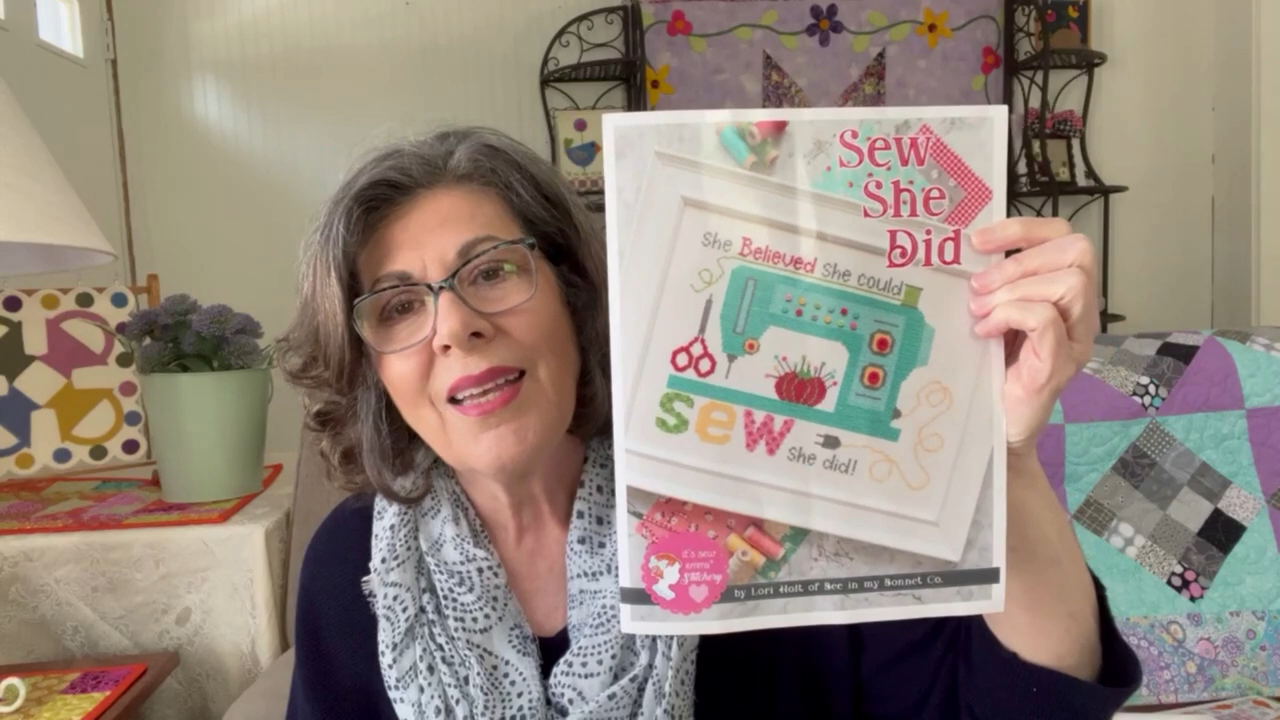 Sew
She
Did
she Believed she could
sew
she did!
it's sew
emma®
Stitchery
by Lori Holt of Bee in my Bonnet Co.